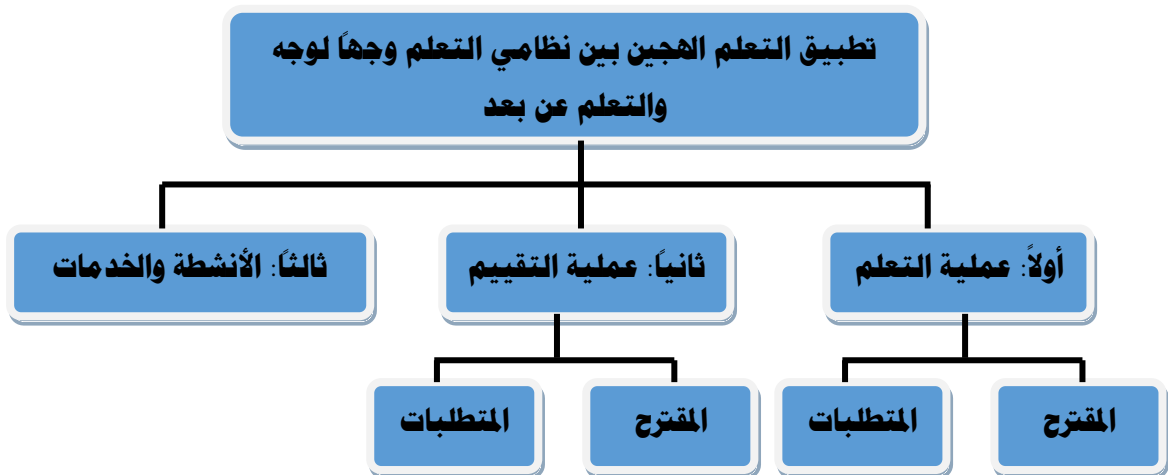 تطبيق التعلم الهجين بين نظامي التعلم وجهاً لوجه
والتعلم عن بعد
أولاً: عملية التعلم
ثانياً: عملية التقييم
ثالثاً: الأنشطة والخدمات
المقترح
المتطلبات
المقترح
المتطلبات